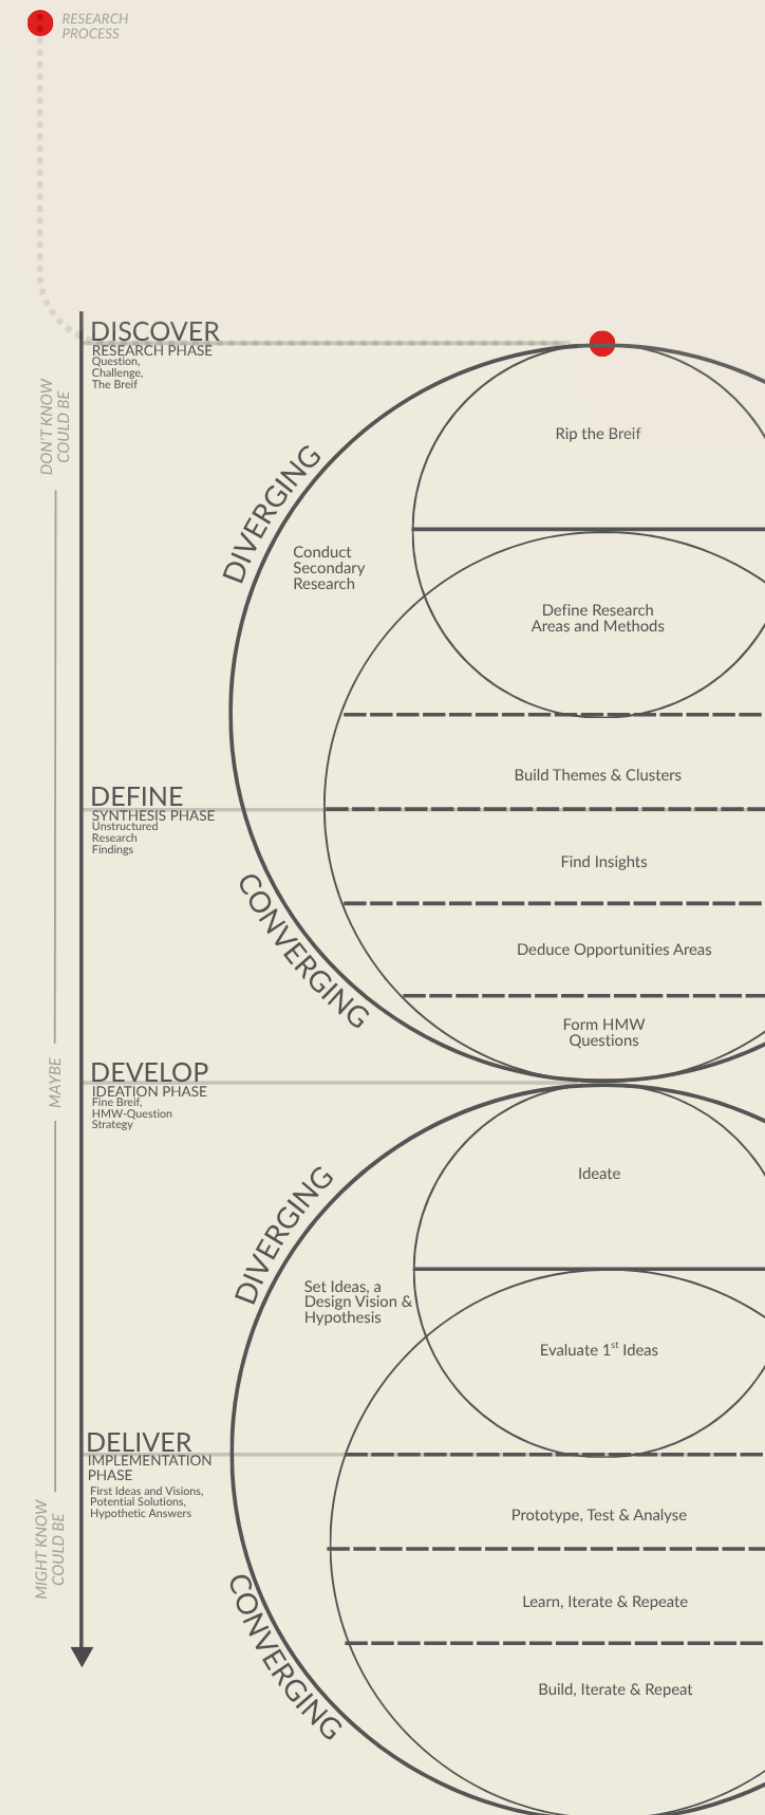 RESEARCH
PROCESS
DISCOVER
RESEARCH PHASE
Question,
Challenge,
The Breif
DON'T KNOW
COULD BE
Rip the Breif
DIVERGING
Conduct
Secondary
Research
Define Research
Areas and Methods
Build Themes & Clusters
DEFINE
SYNTHESIS PHASE
Unstructured
Research
Findings
Find Insights
CONVERGING
Deduce Opportunities Areas
Form HMW
Questions
DEVELOP
IDEATION PHASE
Fine Breif,
HMW-Question
Strategy
MAYBE
Ideate
DIVERGING
Set Ideas, a
Design Vision &
Hypothesis
Evaluate 1st Ideas
DELIVER
IMPLEMENTATION
PHASE
First Ideas and Visions,
Potential Solutions,
Hypothetic Answers
MIGHT KNOW
COULD BE
Prototype, Test & Analyse
Learn, Iterate & Repeate
CONVERGING
Build, Iterate & Repeat